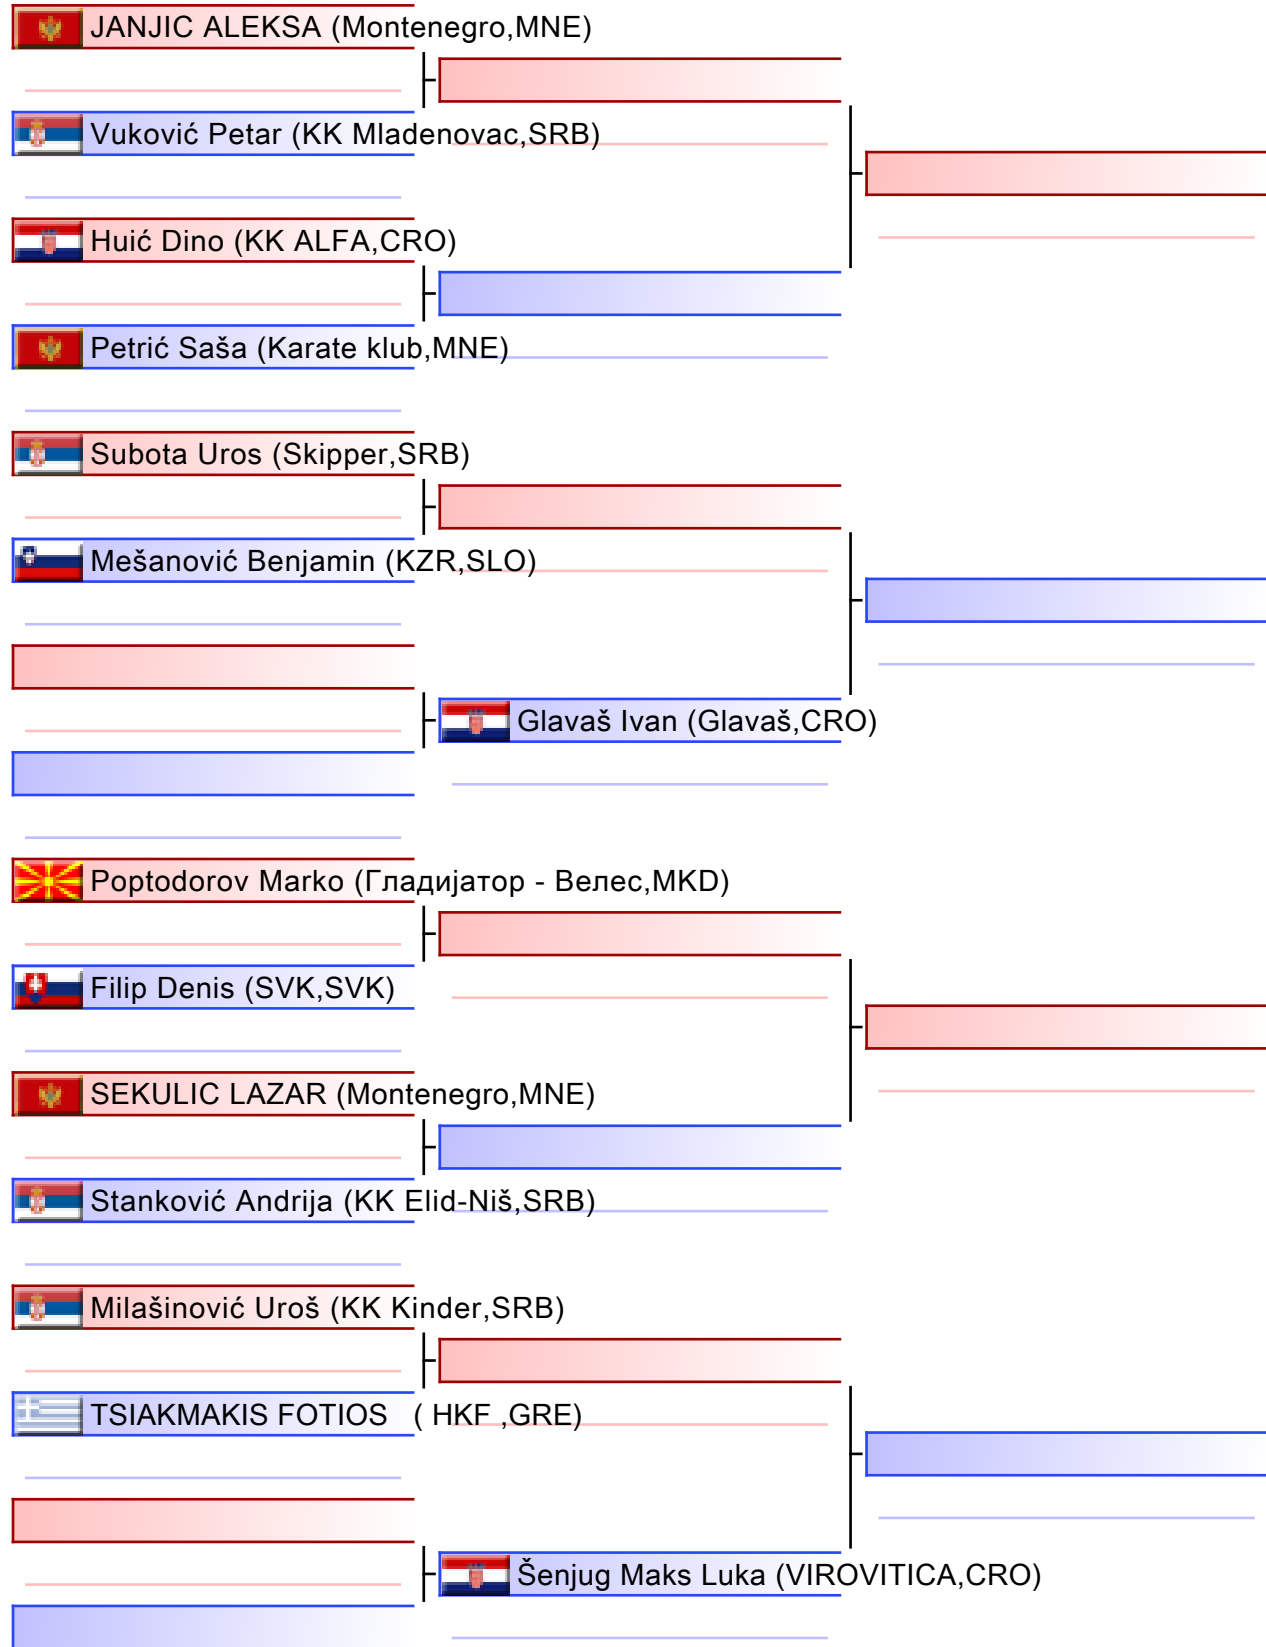 JANJIC ALEKSA (Montenegro,MNE)
Vuković Petar (KK Mladenovac,SRB)
Huić Dino (KK ALFA,CRO)
Petrić Saša (Karate klub,MNE)
Subota Uros (Skipper,SRB)
Mešanović Benjamin (KZR,SLO)
Glavaš Ivan (Glavaš,CRO)
Poptodorov Marko (Гладијатор - Велес,MKD)
Filip Denis (SVK,SVK)
SEKULIC LAZAR (Montenegro,MNE)
Stanković Andrija (KK Elid-Niš,SRB)
Milašinović Uroš (KK Kinder,SRB)
TSIAKMAKIS FOTIOS ( HKF ,GRE)
Šenjug Maks Luka (VIROVITICA,CRO)